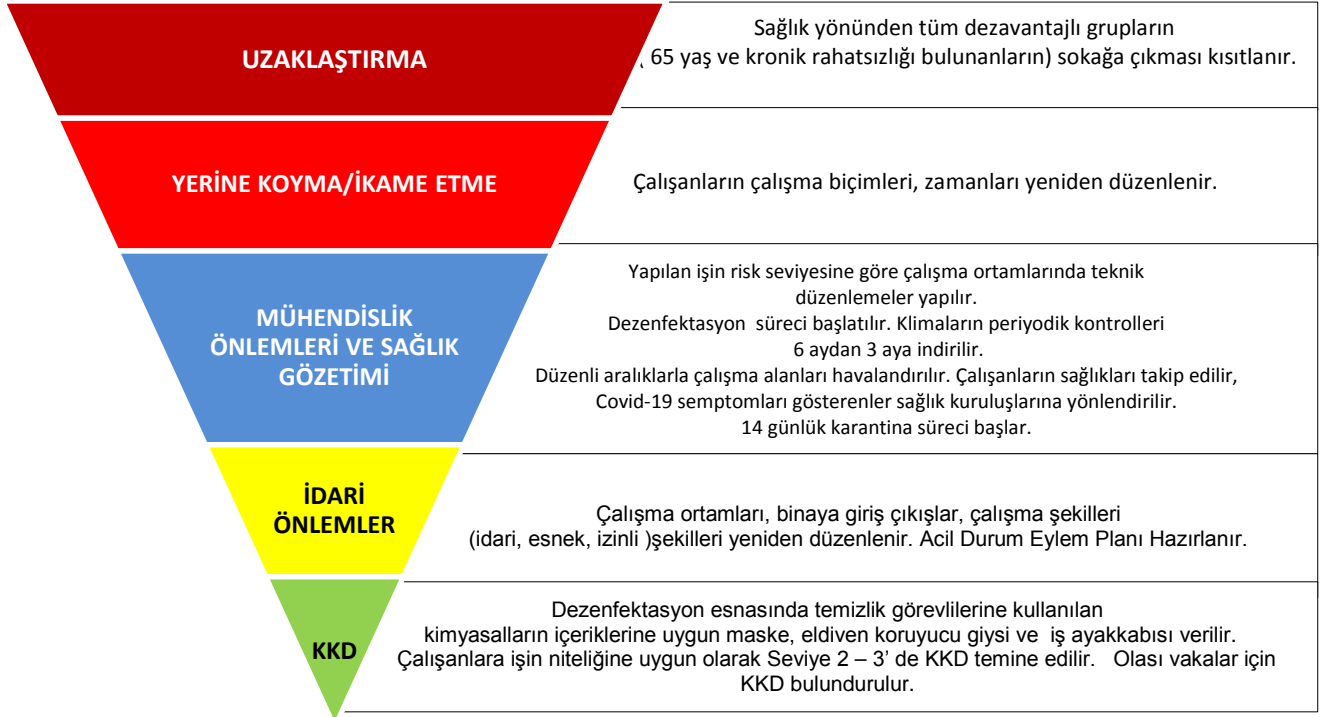 UZAKLAŞTIRMA
Sağlık yönünden tüm dezavantajlı grupların
( 65 yaş ve kronik rahatsızlığı bulunanların) sokağa çıkması kısıtlanır.
YERİNE KOYMA/İKAME ETME
Çalışanların çalışma biçimleri, zamanları yeniden düzenlenir.
MÜHENDİSLİK
ÖNLEMLERİ VE SAĞLIK
GÖZETİMİ
Yapılan işin risk seviyesine göre çalışma ortamlarında teknik
düzenlemeler yapılır.
Dezenfektasyon süreci başlatılır. Klimaların periyodik kontrolleri
6 aydan 3 aya indirilir.
Düzenli aralıklarla çalışma alanları havalandırılır. Çalışanların sağlıkları takip edilir,
Covid-19 semptomları gösterenler sağlık kuruluşlarına yönlendirilir.
14 günlük karantina süreci başlar.
İDARİ
ÖNLEMLER
Çalışma ortamları, binaya giriş çıkışlar, çalışma şekilleri
(idari, esnek, izinli )şekilleri yeniden düzenlenir. Acil Durum Eylem Planı Hazırlanır.
KKD
Dezenfektasyon esnasında temizlik görevlilerine kullanılan
kimyasalların içeriklerine uygun maske, eldiven koruyucu giysi ve iş ayakkabısı verilir.
Çalışanlara işin niteliğine uygun olarak Seviye 2 – 3' de KKD temine edilir. Olası vakalar için
KKD bulundurulur.